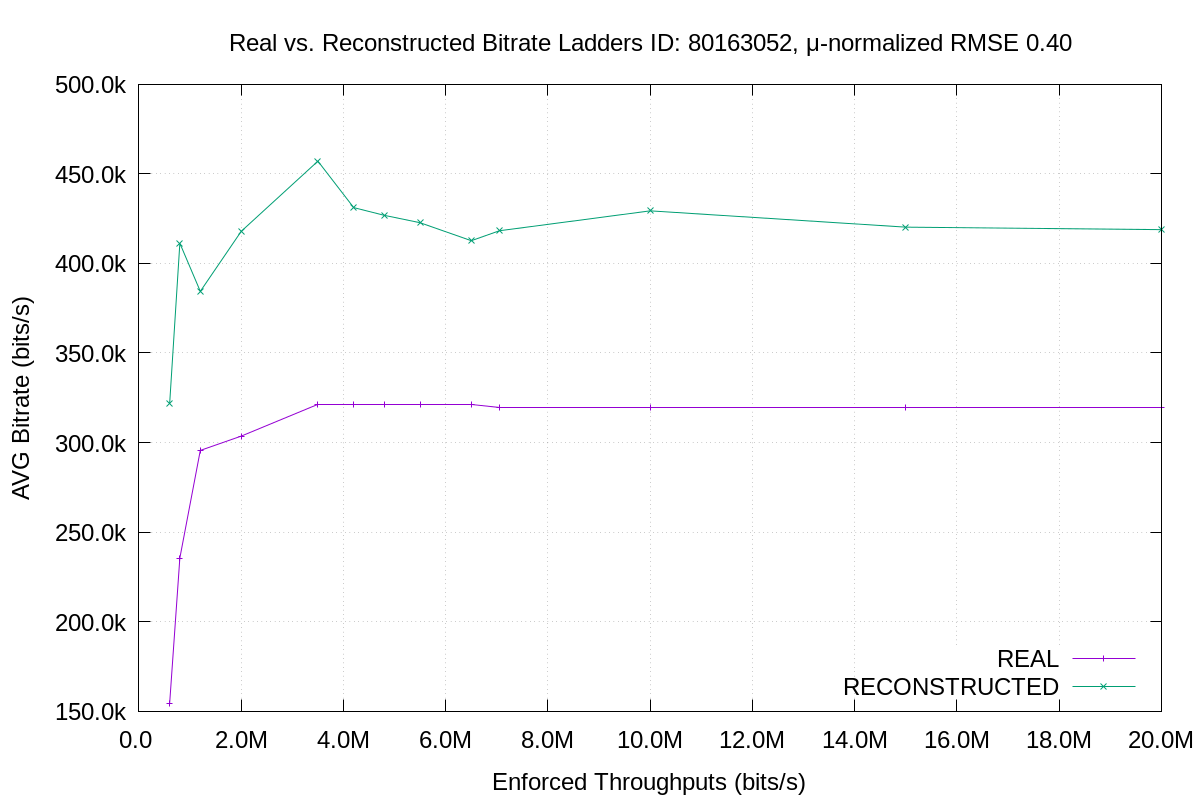 Real vs. Reconstructed Bitrate Ladders ID: 80163052, μ-normalized RMSE 0.40
500.0k
450.0k
400.0k
350.0k
300.0k
250.0k
200.0k
150.0k
AVG Bitrate (bits/s)
REAL
RECONSTRUCTED
0.0 2.0M 4.0M 6.0M 8.0M 10.0M 12.0M 14.0M 16.0M 18.0M 20.0M
Enforced Throughputs (bits/s)